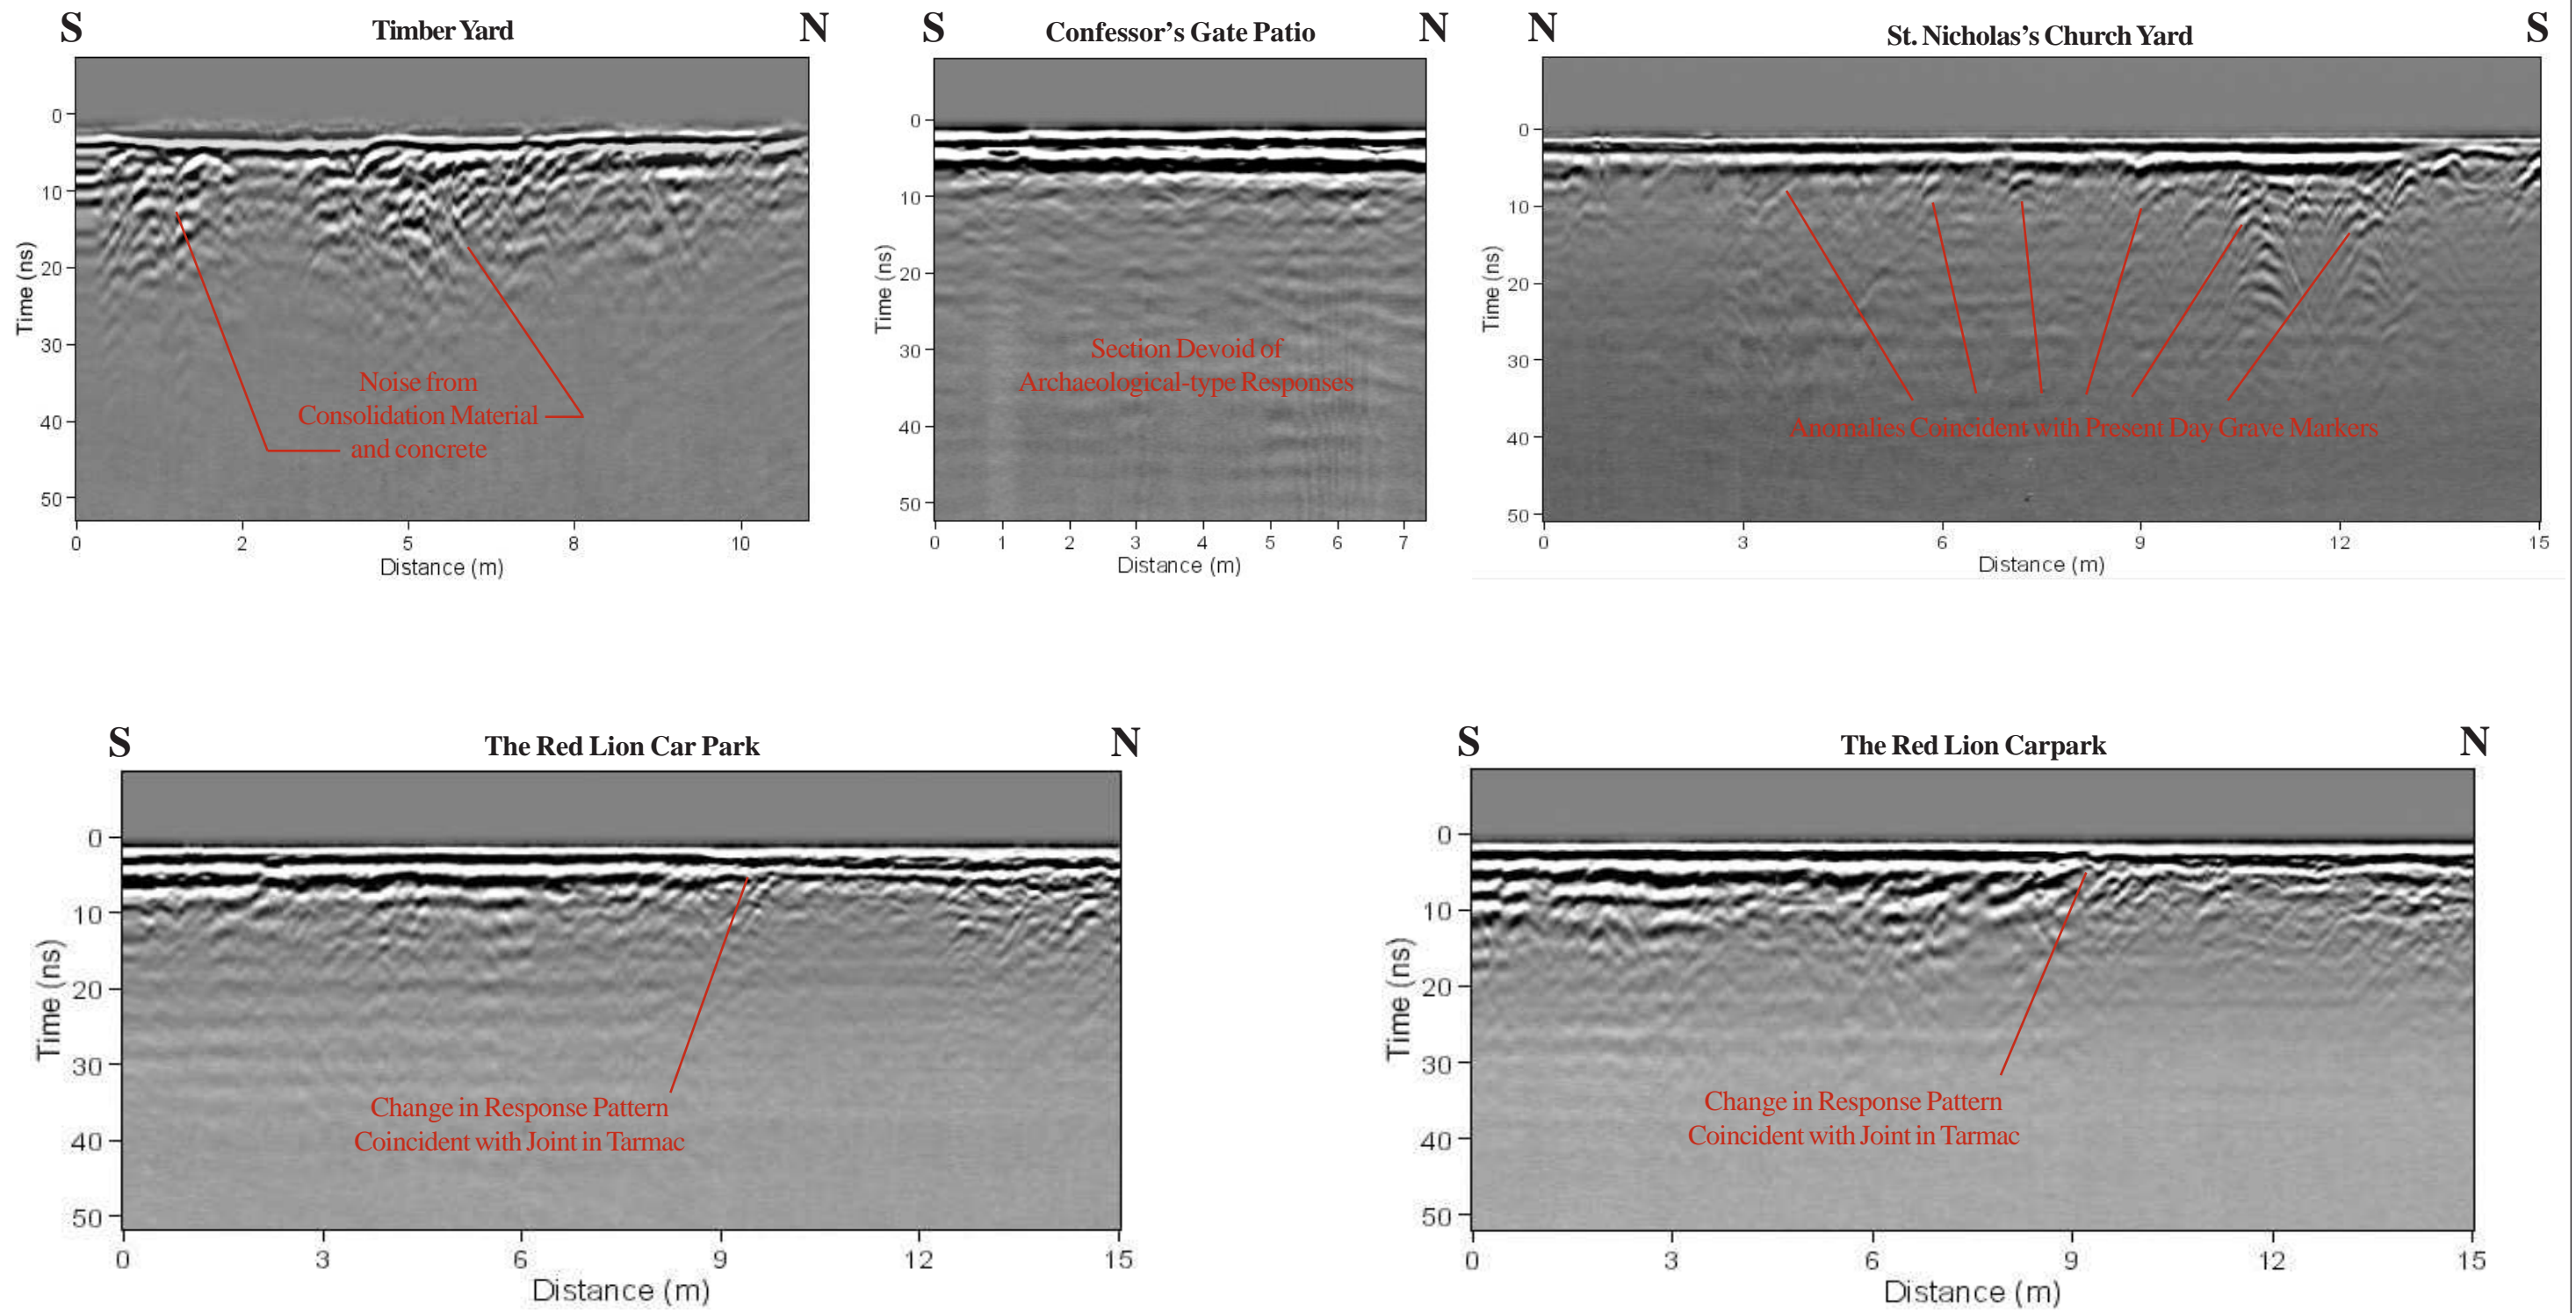 S Timber Yard N
0
10
20
30
40
50
Time (ns)
Noise from
Consolidation Material
and concrete
0 2 5 8 10
Distance (m)
S Confessor's Gate Patio N
0
10
20
30
40
50
Time (ns)
Section Devoid of
Archaeological-type Responses
0 1 2 3 4 5 6 7
Distance (m)
N St. Nicholas's Church Yard S
0
10
20
30
40
50
Time (ns)
Anomalies Coincident with Present Day Grave Markers
0 3 6 9 12 15
Distance (m)
S The Red Lion Car Park N
0
10
20
30
40
50
Time (ns)
Change in Response Pattern
Coincident with Joint in Tarmac
0 3 6 9 12 15
Distance (m)
S The Red Lion Carpark N
0
10
20
30
40
50
Time (ns)
Change in Response Pattern
Coincident with Joint in Tarmac
0 3 6 9 12 15
Distance (m)